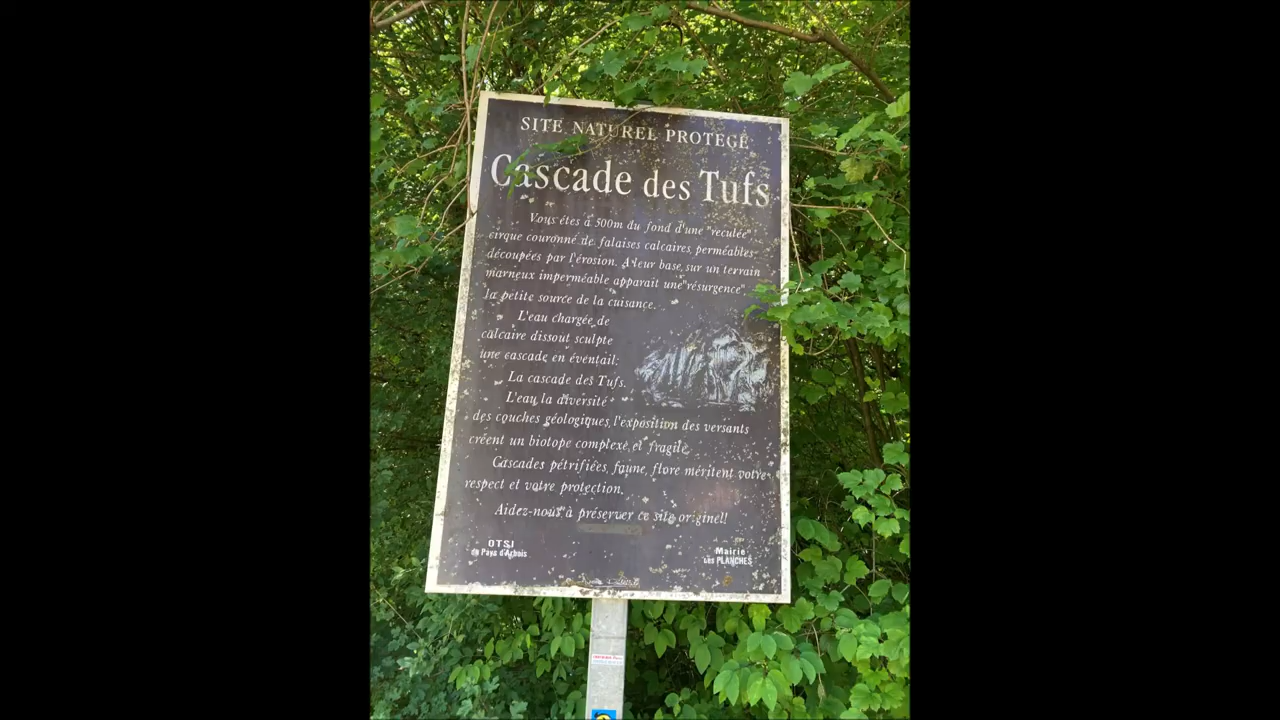 SITE NATUREL PROTEGÉ
Cascade des Tufs
Vous êtes à 500m du fond d'une "reculée",
cirque couronné de falaises calcaires, perméables,
découpées par l'érosion. A leur base, sur un terrain
marneux imperméable apparait une "résurgence"
la petite source de la cuisance.
L'eau chargée de
calcaire dissout sculpte
une cascade en éventail:
La cascade des Tufs.
L'eau, la diversité
des couches géologiques, l'exposition des versants
créent un biotope complexe et fragile.
Cascades pétrifiées, faune, flore méritent votre
respect et votre protection.
Aidez-nous à préserver ce site originel!
OTSI
du Pays d'Arbois
Mairie
Les PLANCHES